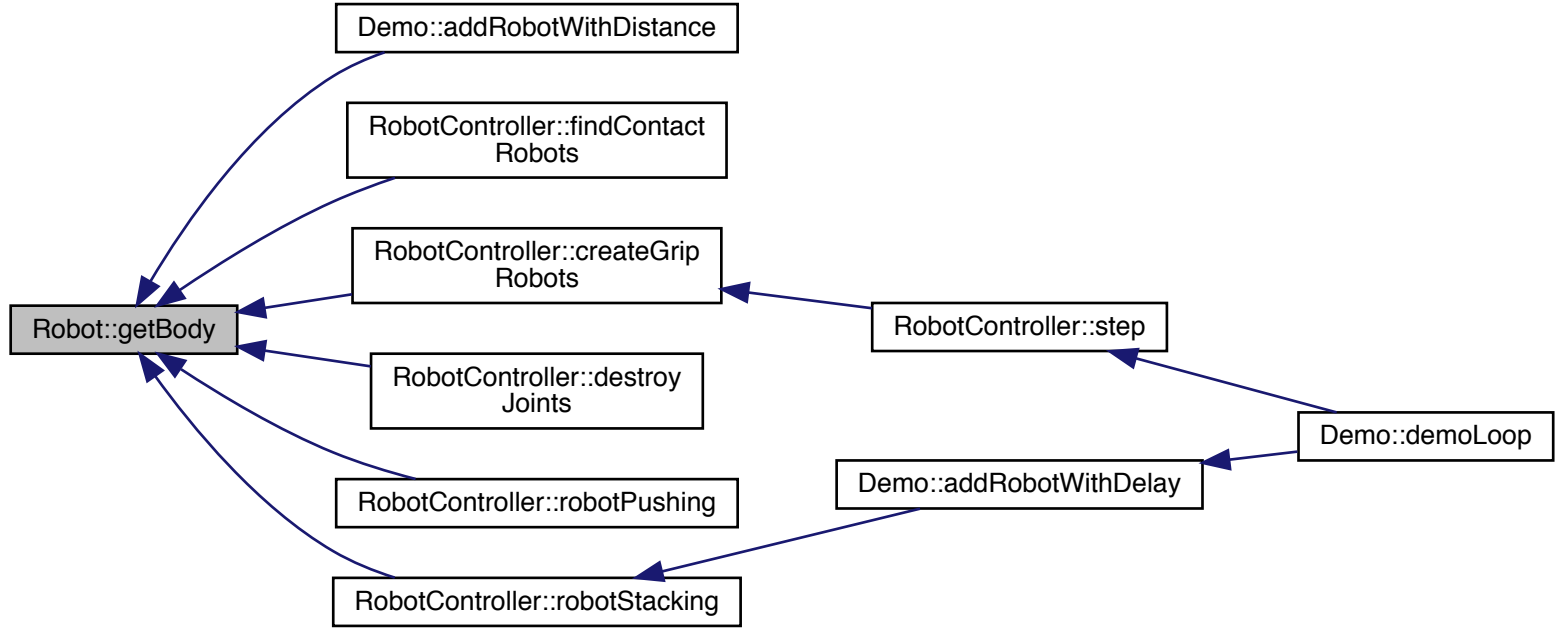 Demo::addRobotWithDistance
RobotController::findContact
Robots
RobotController::createGrip
Robots
Robot::getBody
RobotController::step
RobotController::destroy
Joints
Demo::demoLoop
Demo::addRobotWithDelay
RobotController::robotPushing
RobotController::robotStacking